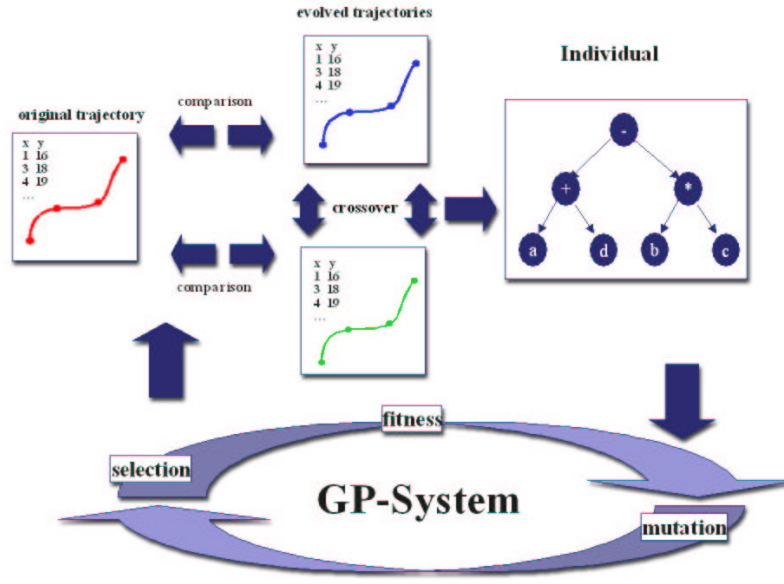 evolved trajectories
x y
1 16
3 18
4 19
...
Individual
comparison
original trajectory
x y
1 16
3 18
4 19
...
-
+ *
a d b c
crossover
comparison
x y
1 16
3 18
4 19
...
fitness
selection
GP-System
mutation